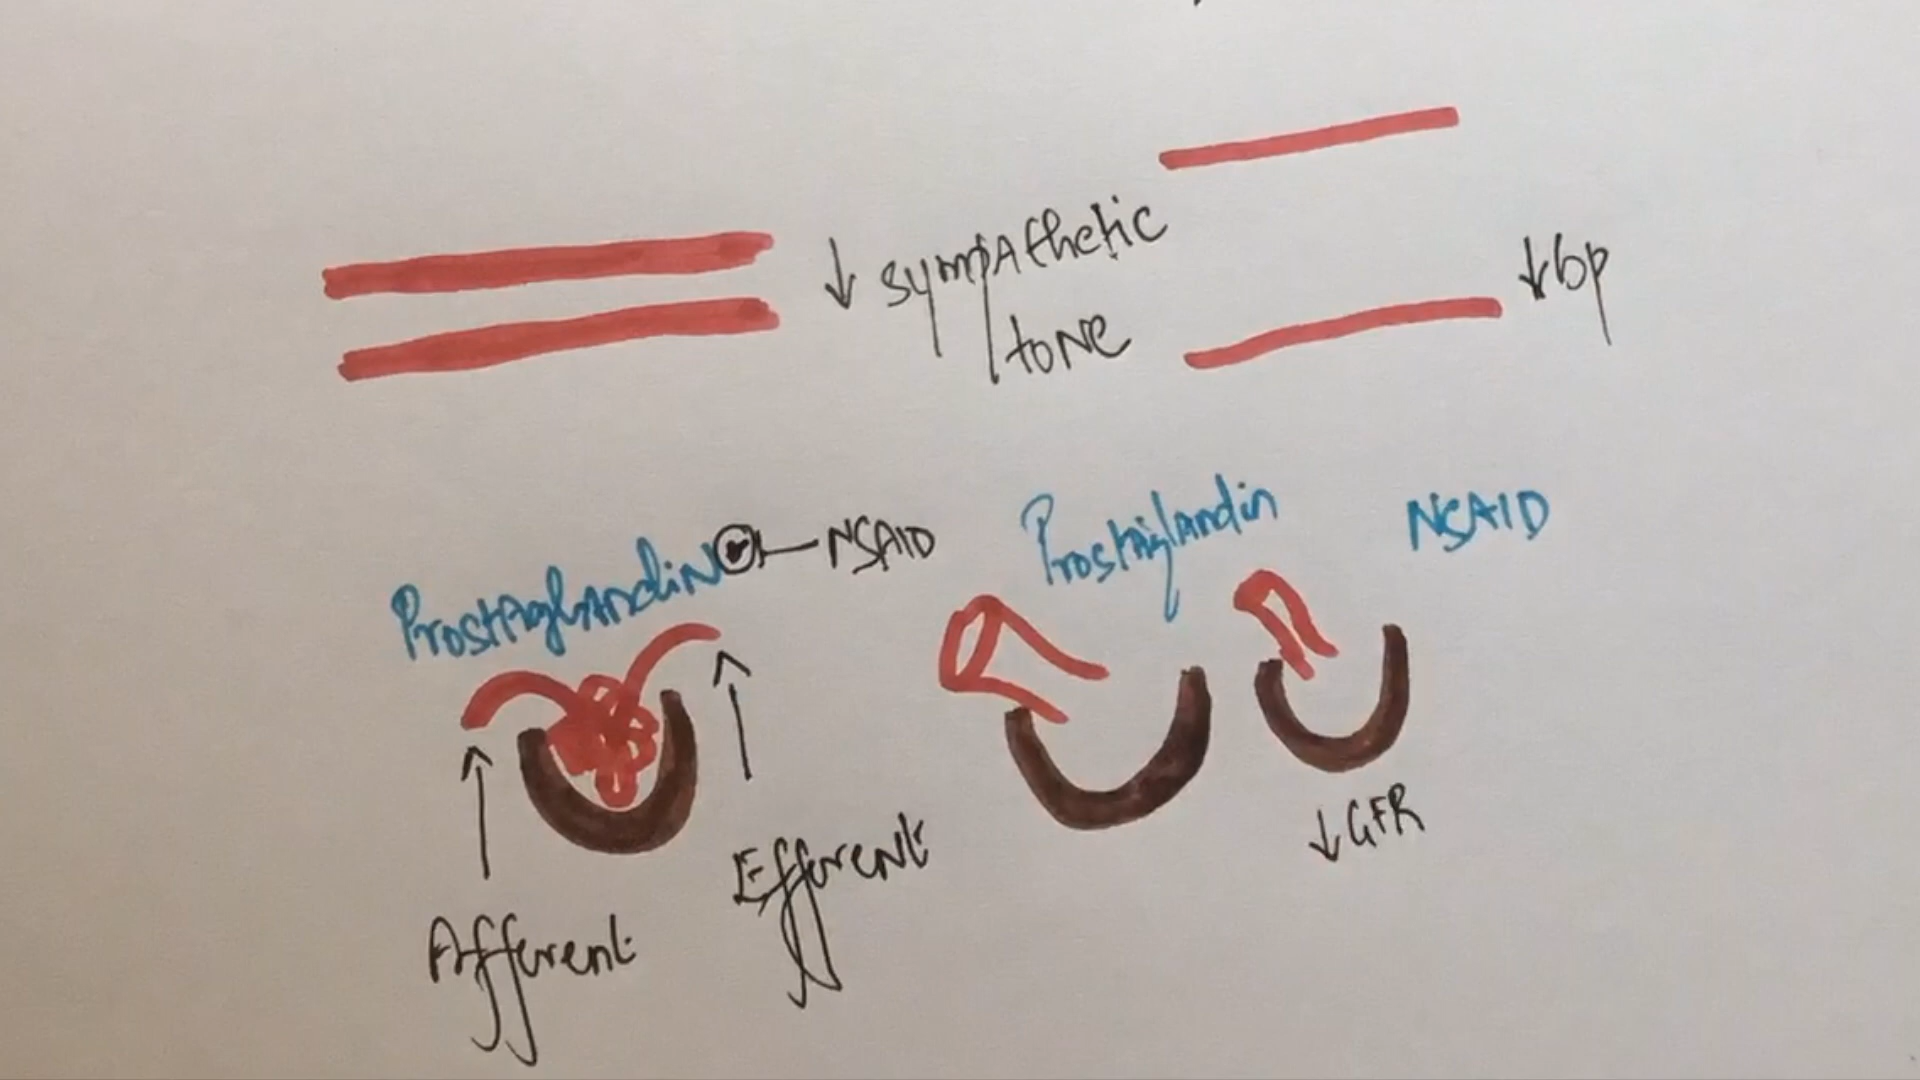 ↓ sympathetic
tone
↓ bp
Prostaglandin
NSAID
Prostaglandin
NSAID
Afferent
Efferent
↓ GFR